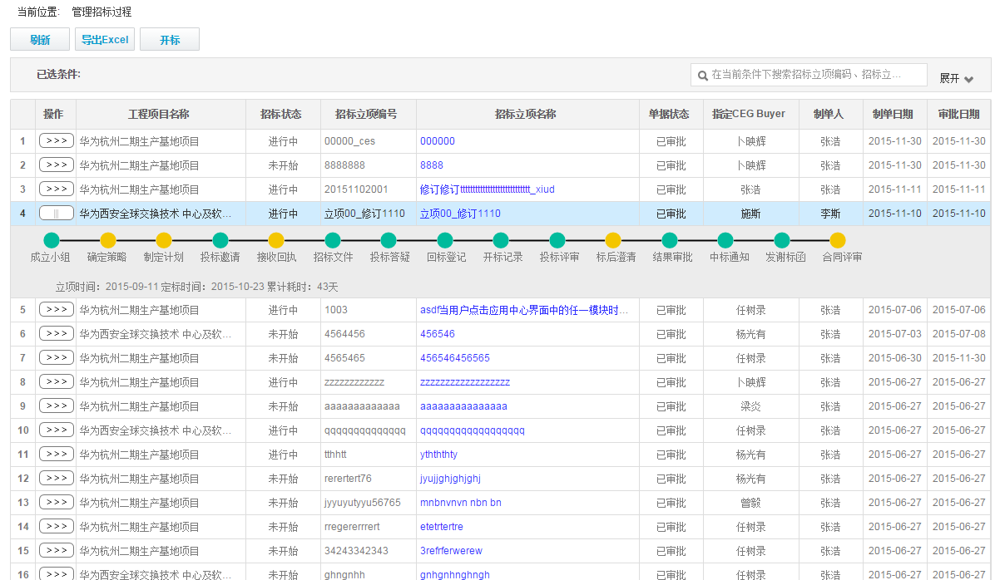 当前位置: 管理招标过程
刷新 导出Excel 开标
已选条件: 在当前条件下搜索招标立项编码、招标立... 展开
操作 工程项目名称 招标状态 招标立项编号 招标立项名称 单据状态 指定CEG Buyer 制单人 制单日期 审批日期
1 >>> 华为杭州二期生产基地项目 进行中 00000_ces 000000 已审批 卜映辉 张浩 2015-11-30 2015-11-30
2 >>> 华为杭州二期生产基地项目 未开始 8888888 8888 已审批 卜映辉 张浩 2015-11-30 2015-11-30
3 >>> 华为杭州二期生产基地项目 进行中 20151102001 修订修订tttttttttttttttttttttttttttt_xiud 已审批 张浩 张浩 2015-11-11 2015-11-11
4 ||| 华为西安全球交换技术 中心及软... 进行中 立项00_修订1110 立项00_修订1110 已审批 施斯 李斯 2015-11-10 2015-11-10
成立小组 确定策略 制定计划 投标邀请 接收回执 招标文件 投标答疑 回标登记 开标记录 投标评审 标后澄清 结果审批 中标通知 发谢标函 合同评审
立项时间: 2015-09-11 定标时间: 2015-10-23 累计耗时: 43天
5 >>> 华为杭州二期生产基地项目 进行中 1003 asdf当用户点击应用中心界面中的任一模块时... 已审批 任树录 张浩 2015-07-06 2015-07-06
6 >>> 华为西安全球交换技术 中心及软... 未开始 4564456 456546 已审批 杨光有 张浩 2015-07-03 2015-07-08
7 >>> 华为杭州二期生产基地项目 未开始 4565465 456546456565 已审批 任树录 张浩 2015-06-30 2015-11-30
8 >>> 华为杭州二期生产基地项目 进行中 zzzzzzzzzzzz zzzzzzzzzzzzzzzzzz 已审批 卜映辉 张浩 2015-06-27 2015-06-27
9 >>> 华为杭州二期生产基地项目 未开始 aaaaaaaaaaaaa aaaaaaaaaaaaaaa 已审批 梁炎 张浩 2015-06-27 2015-06-27
10 >>> 华为西安全球交换技术 中心及软... 进行中 qqqqqqqqqqqqqq qqqqqqqqqqqqqqqqqq 已审批 任树录 张浩 2015-06-27 2015-06-27
11 >>> 华为杭州二期生产基地项目 进行中 tthhtt ythththty 已审批 杨光有 张浩 2015-06-27 2015-06-27
12 >>> 华为杭州二期生产基地项目 未开始 rerertert76 jyujjghjghjghj 已审批 杨光有 张浩 2015-06-27 2015-06-27
13 >>> 华为杭州二期生产基地项目 未开始 jyyuyutyyu56765 mnbnvnvn nbn bn 已审批 曾毅 张浩 2015-06-27 2015-06-27
14 >>> 华为杭州二期生产基地项目 未开始 rregererrrert etetrtertre 已审批 任树录 张浩 2015-06-27 2015-06-27
15 >>> 华为杭州二期生产基地项目 未开始 34243342343 3refrferwerew 已审批 任树录 张浩 2015-06-27 2015-06-27
16 >>> 华为西安全球交换技术 中心及软... 未开始 ghngnhh gnhgnhnghngh 已审批 任树录 张浩 2015-06-27 2015-06-27